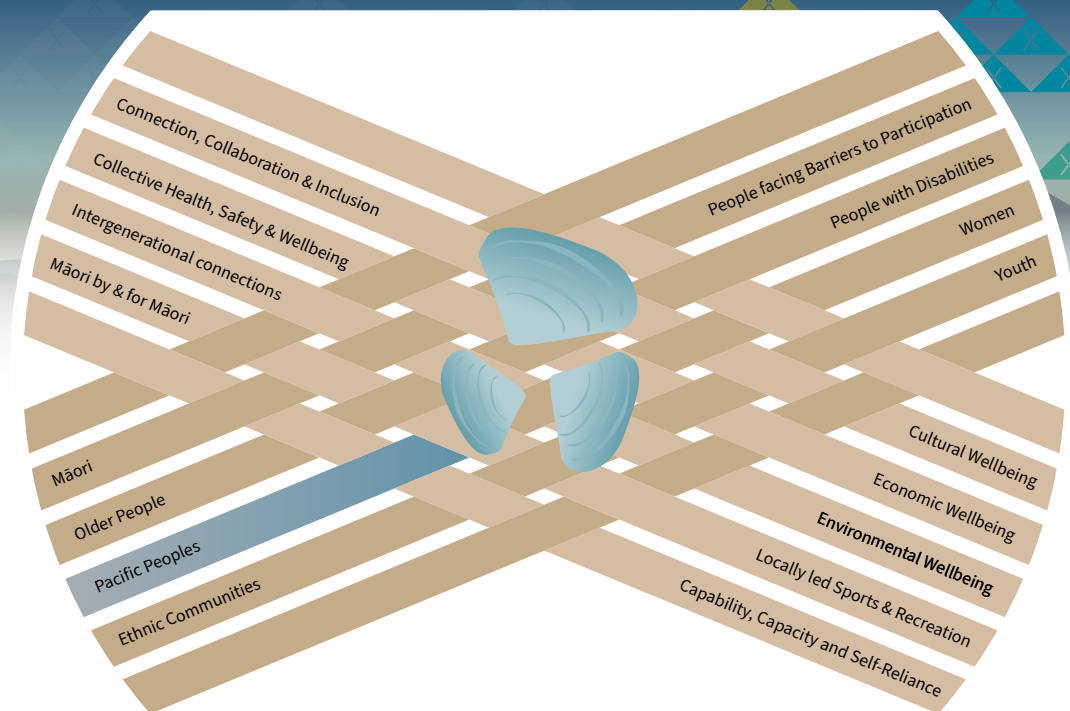 Connection, Collaboration & Inclusion
Collective Health, Safety & Wellbeing
Intergenerational connections
Māori by & for Māori
People facing Barriers to Participation
People with Disabilities
Women
Youth
Māori
Older People
Pacific Peoples
Ethnic Communities
Cultural Wellbeing
Economic Wellbeing
Environmental Wellbeing
Locally led Sports & Recreation
Capability, Capacity and Self-Reliance